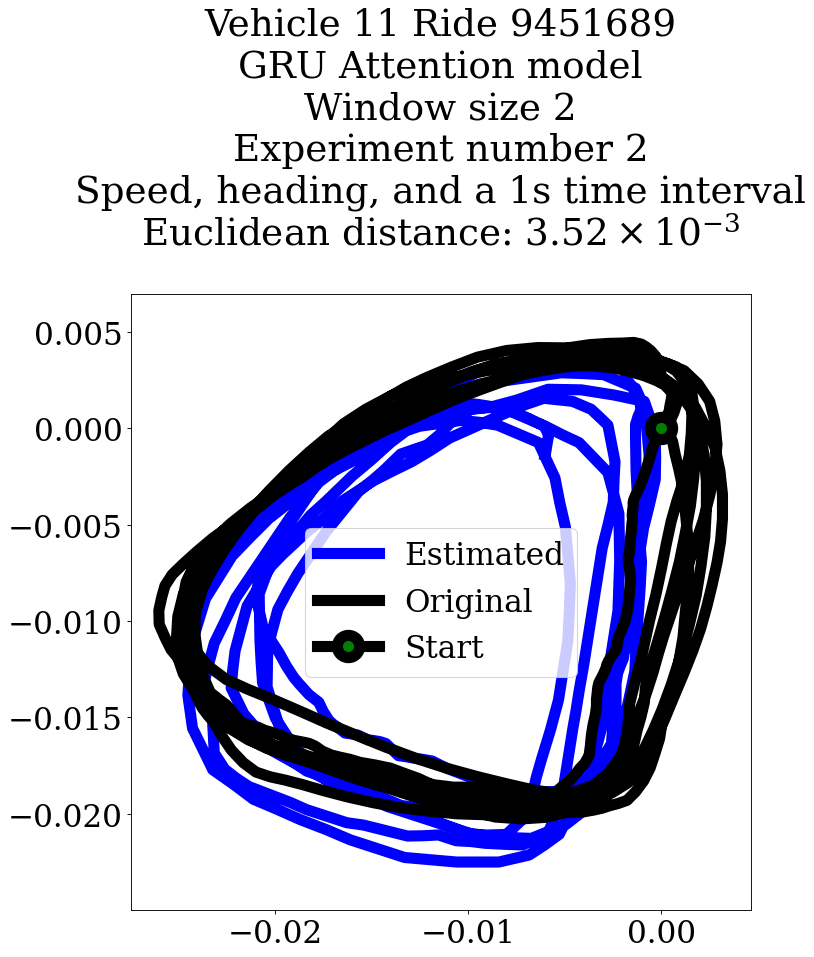 Vehicle 11 Ride 9451689
GRU Attention model
Window size 2
Experiment number 2
Speed, heading, and a 1s time interval
Euclidean distance: 3.52 × 10⁻³
0.005
0.000
−0.005
−0.010
−0.015
−0.020
Estimated
Original
Start
−0.02
−0.01
0.00